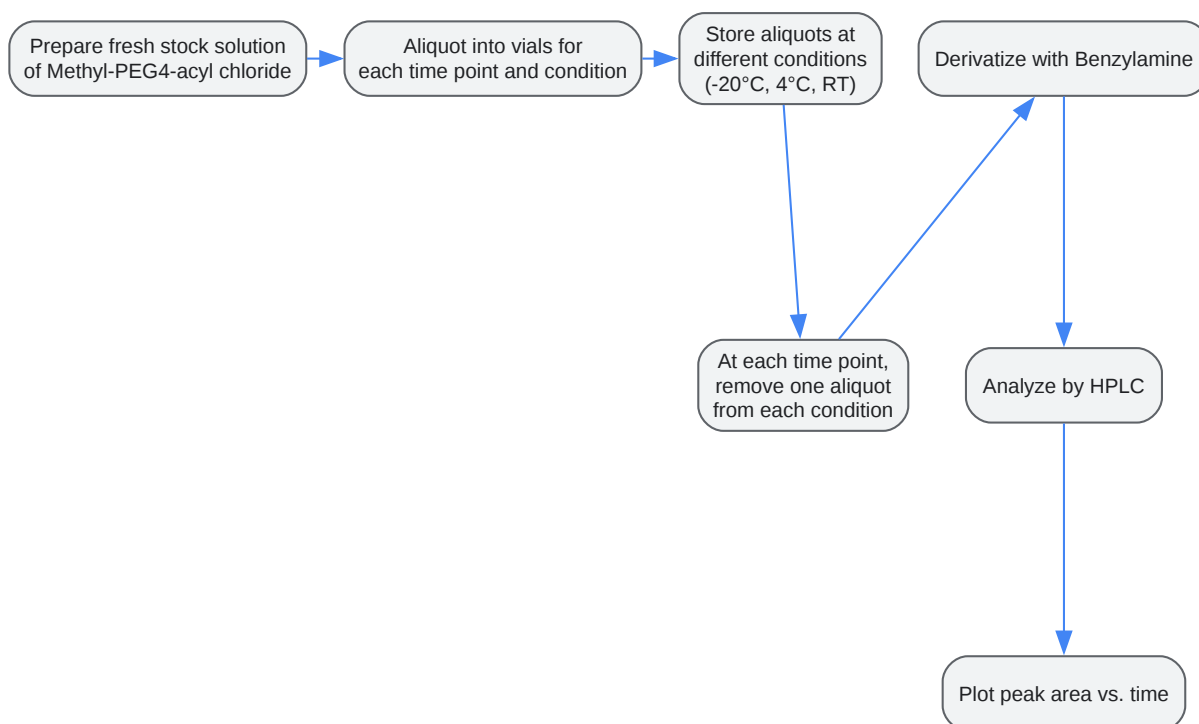 Prepare fresh stock solution
of Methyl-PEG4-acyl chloride
Aliquot into vials for
each time point and condition
Store aliquots at
different conditions
(-20°C, 4°C, RT)
At each time point,
remove one aliquot
from each condition
Derivatize with Benzylamine
Analyze by HPLC
Plot peak area vs. time